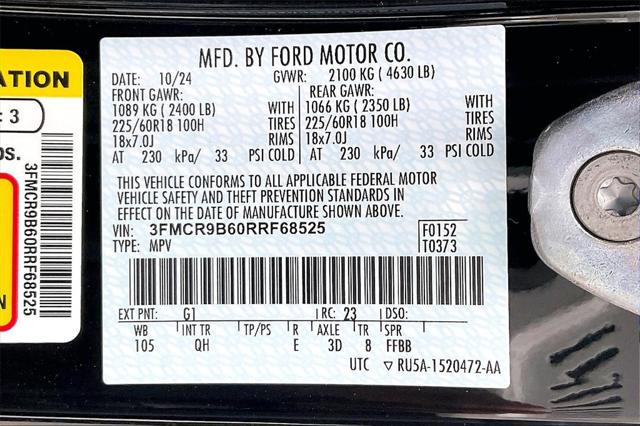 MFD. BY FORD MOTOR CO.
DATE: 10/24 GVWR: 2100 KG ( 4630 LB)
FRONT GAWR: REAR GAWR:
1089 KG ( 2400 LB) WITH 1066 KG ( 2350 LB) WITH
225/60R18 100H TIRES 225/60R18 100H TIRES
18x7.0J RIMS 18x7.0J RIMS
AT 230 kPa/ 33 PSI COLD AT 230 kPa/ 33 PSI COLD
THIS VEHICLE CONFORMS TO ALL APPLICABLE FEDERAL MOTOR
VEHICLE SAFETY AND THEFT PREVENTION STANDARDS IN
EFFECT ON THE DATE OF MANUFACTURE SHOWN ABOVE.
VIN: 3FMCR9B60RRF68525 F0152
TYPE: MPV T0373
EXT PNT: G1 RC: 23 DSO:
WB INT TR TP/PS R AXLE TR SPR
105 QH E 3D 8 FFBB
UTC ▽ RU5A-1520472-AA
ATION
: 3
os.
N
3FMCR9B60RRF68525